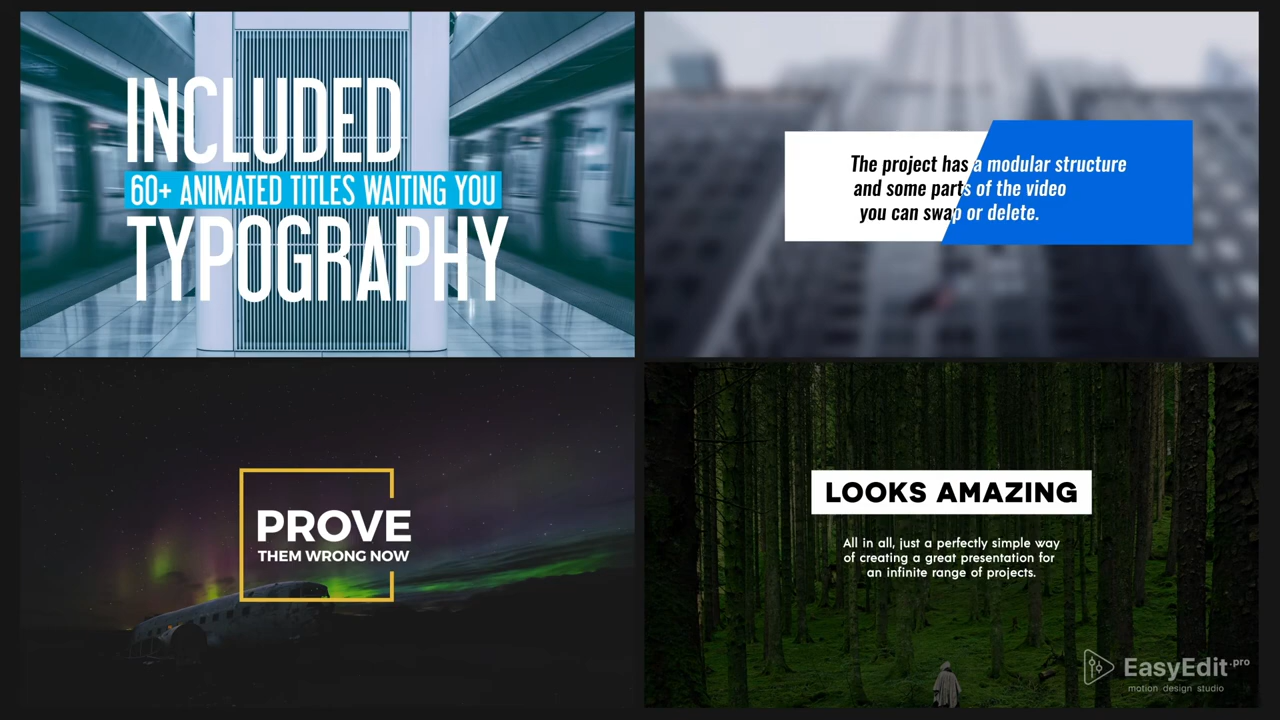 INCLUDED
60+ ANIMATED TITLES WAITING YOU
TYPOGRAPHY
The project has a modular structure
and some parts of the video
you can swap or delete.
PROVE
THEM WRONG NOW
LOOKS AMAZING
All in all, just a perfectly simple way
of creating a great presentation for
an infinite range of projects.
EasyEdit.pro
motion design studio